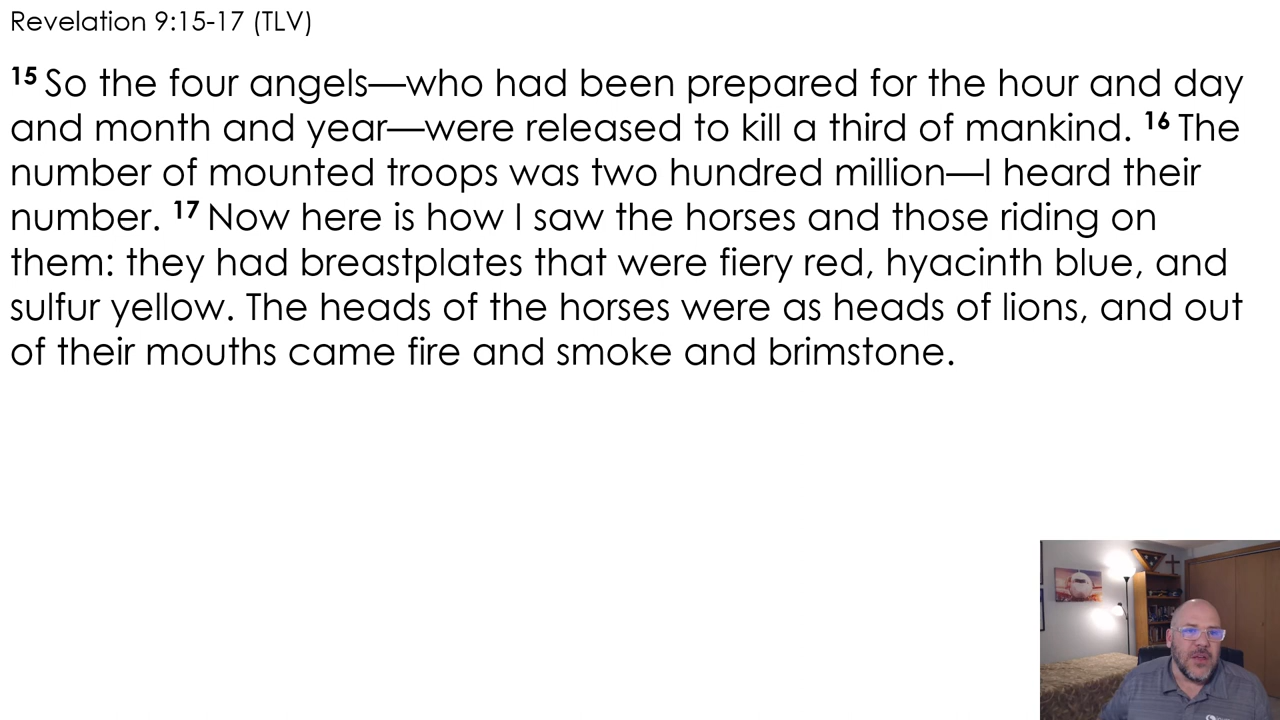 Revelation 9:15-17 (TLV)
15 So the four angels—who had been prepared for the hour and day
and month and year—were released to kill a third of mankind. 16 The
number of mounted troops was two hundred million—I heard their
number. 17 Now here is how I saw the horses and those riding on
them: they had breastplates that were fiery red, hyacinth blue, and
sulfur yellow. The heads of the horses were as heads of lions, and out
of their mouths came fire and smoke and brimstone.